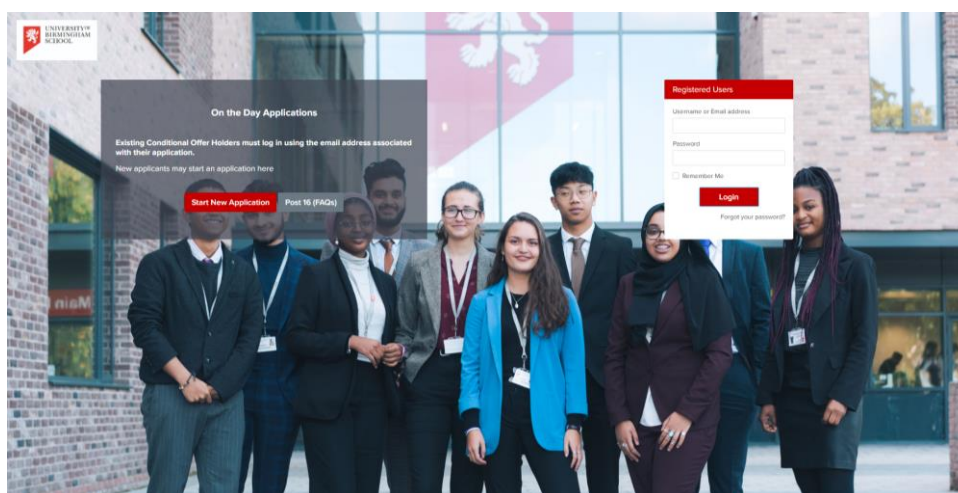 UNIVERSITY OF
BIRMINGHAM
SCHOOL
On the Day Applications
Existing Conditional Offer Holders must log in using the email address associated
with their application.
New applicants may start an application here
Start New Application
Post 16 (FAQs)
Registered Users
Username or Email address
Password
Remember Me
Login
Forgot your password?
Main